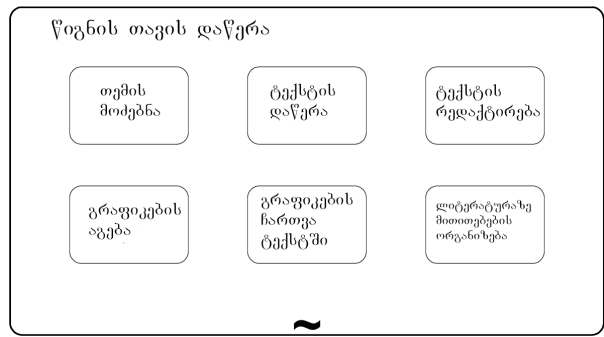 წიგნის თავის დაწერა
თემის
მოძებნა
ტექსტის
დაწერა
ტექსტის
რედაქტირება
გრაფიკების
აგება
გრაფიკების
ჩართვა
ტექსტში
ლიტერატურაზე
მითითებების
ორგანიზება
~